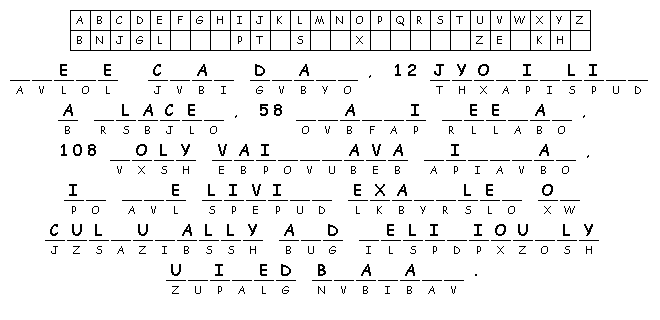 A B C D E F G H I J K L M N O P Q R S T U V W X Y Z
B N J G L P T S X Z E K H
_ _ E _ E C _ A _ D _ A _ _ . 12 J Y O _ I _ L I _ _
A V L O L J V B I G V B Y O T H X A P I S P U D
A _ L A C E _ , 58 _ _ A _ _ I _ E E _ A _ .
B R S B J L O O V B F A P R L L A B O
108 _ O L Y V A I _ _ _ A V A _ I _ _ _ A _ ,
V X S H E B P O V U B E B A P I A V B O
I _ _ _ E L I V I _ _ E X A _ _ L E _ O _
P O A V L S P E P U D L K B Y R S L O X W
C U L _ U _ A L L Y A _ D _ E L I _ I O U _ L Y
J Z S A Z I B S S H B U G I L S P D P X Z O S H
U _ I _ E D B _ A _ A _ _ .
Z U P A L G N V B I B A V